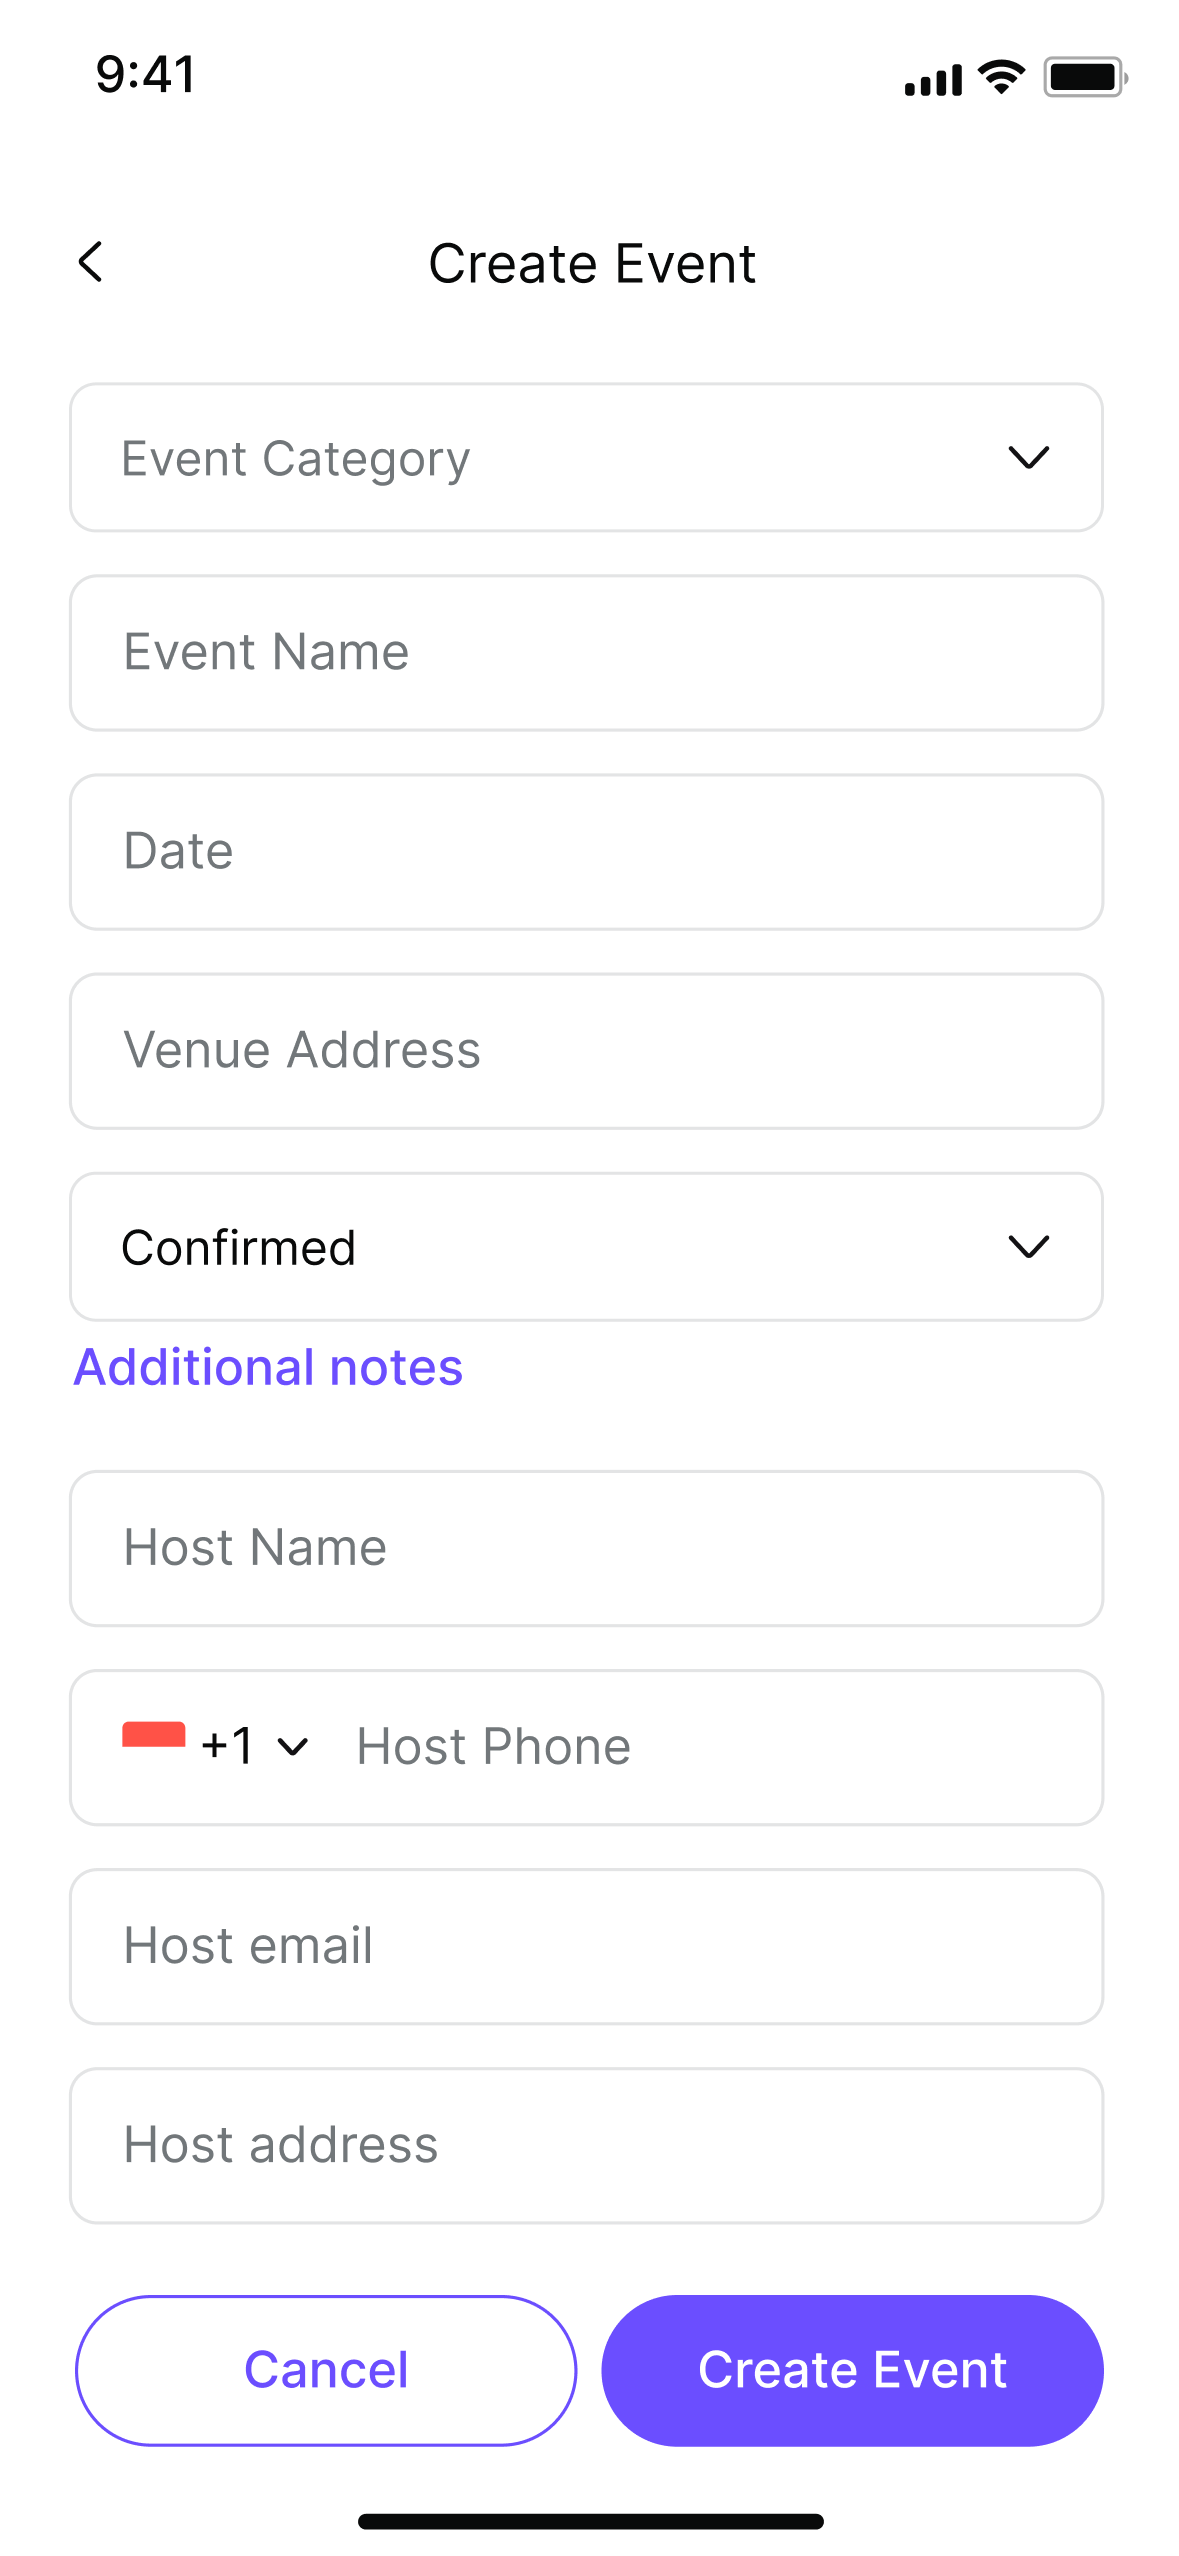 9:41
Create Event
Event Category
Event Name
Date
Venue Address
Confirmed
Additional notes
Host Name
+1 Host Phone
Host email
Host address
Cancel Create Event